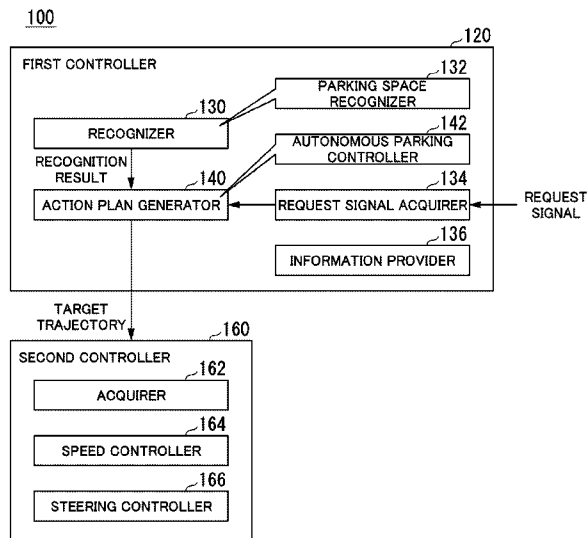 100
120
FIRST CONTROLLER
132
PARKING SPACE
RECOGNIZER
130
RECOGNIZER
142
AUTONOMOUS PARKING
CONTROLLER
RECOGNITION
RESULT
140
ACTION PLAN GENERATOR
134
REQUEST SIGNAL ACQUIRER
REQUEST
SIGNAL
136
INFORMATION PROVIDER
TARGET
TRAJECTORY
160
SECOND CONTROLLER
162
ACQUIRER
164
SPEED CONTROLLER
166
STEERING CONTROLLER